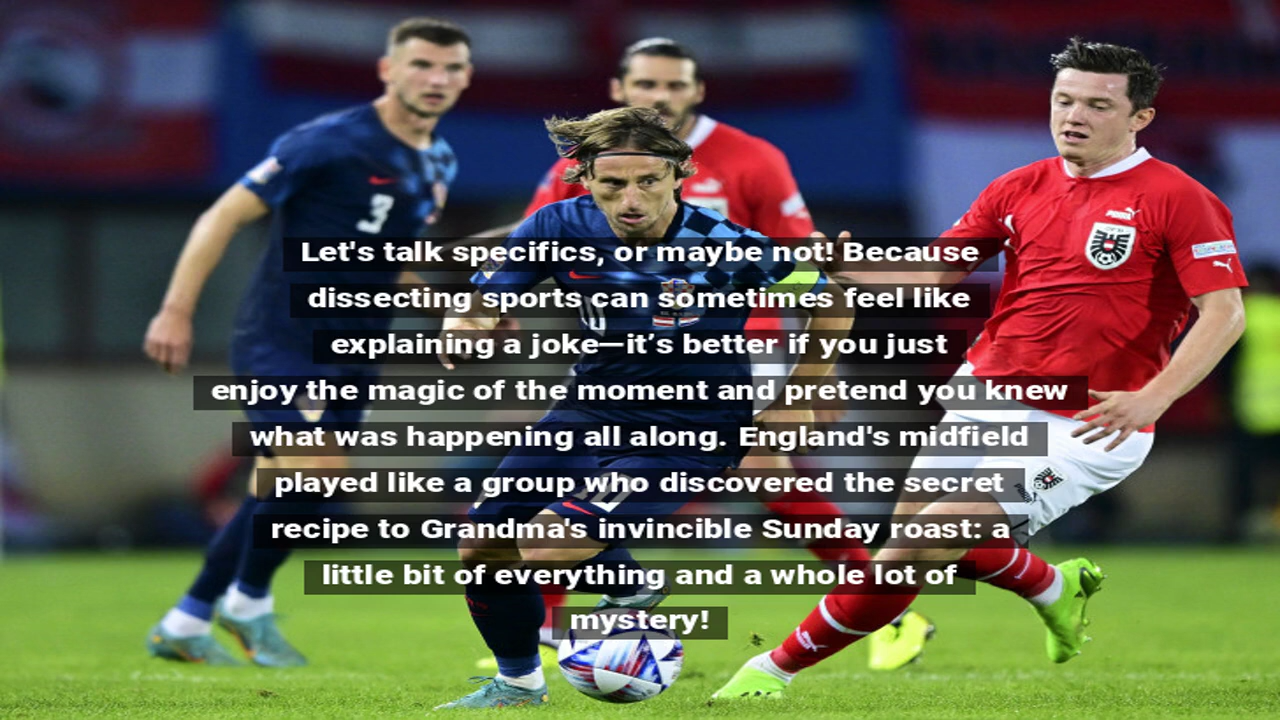 Let's talk specifics, or maybe not! Because
dissecting sports can sometimes feel like
explaining a joke—it’s better if you just
enjoy the magic of the moment and pretend you knew
what was happening all along. England's midfield
played like a group who discovered the secret
recipe to Grandma's invincible Sunday roast: a
little bit of everything and a whole lot of
mystery!
3
10
PUMA